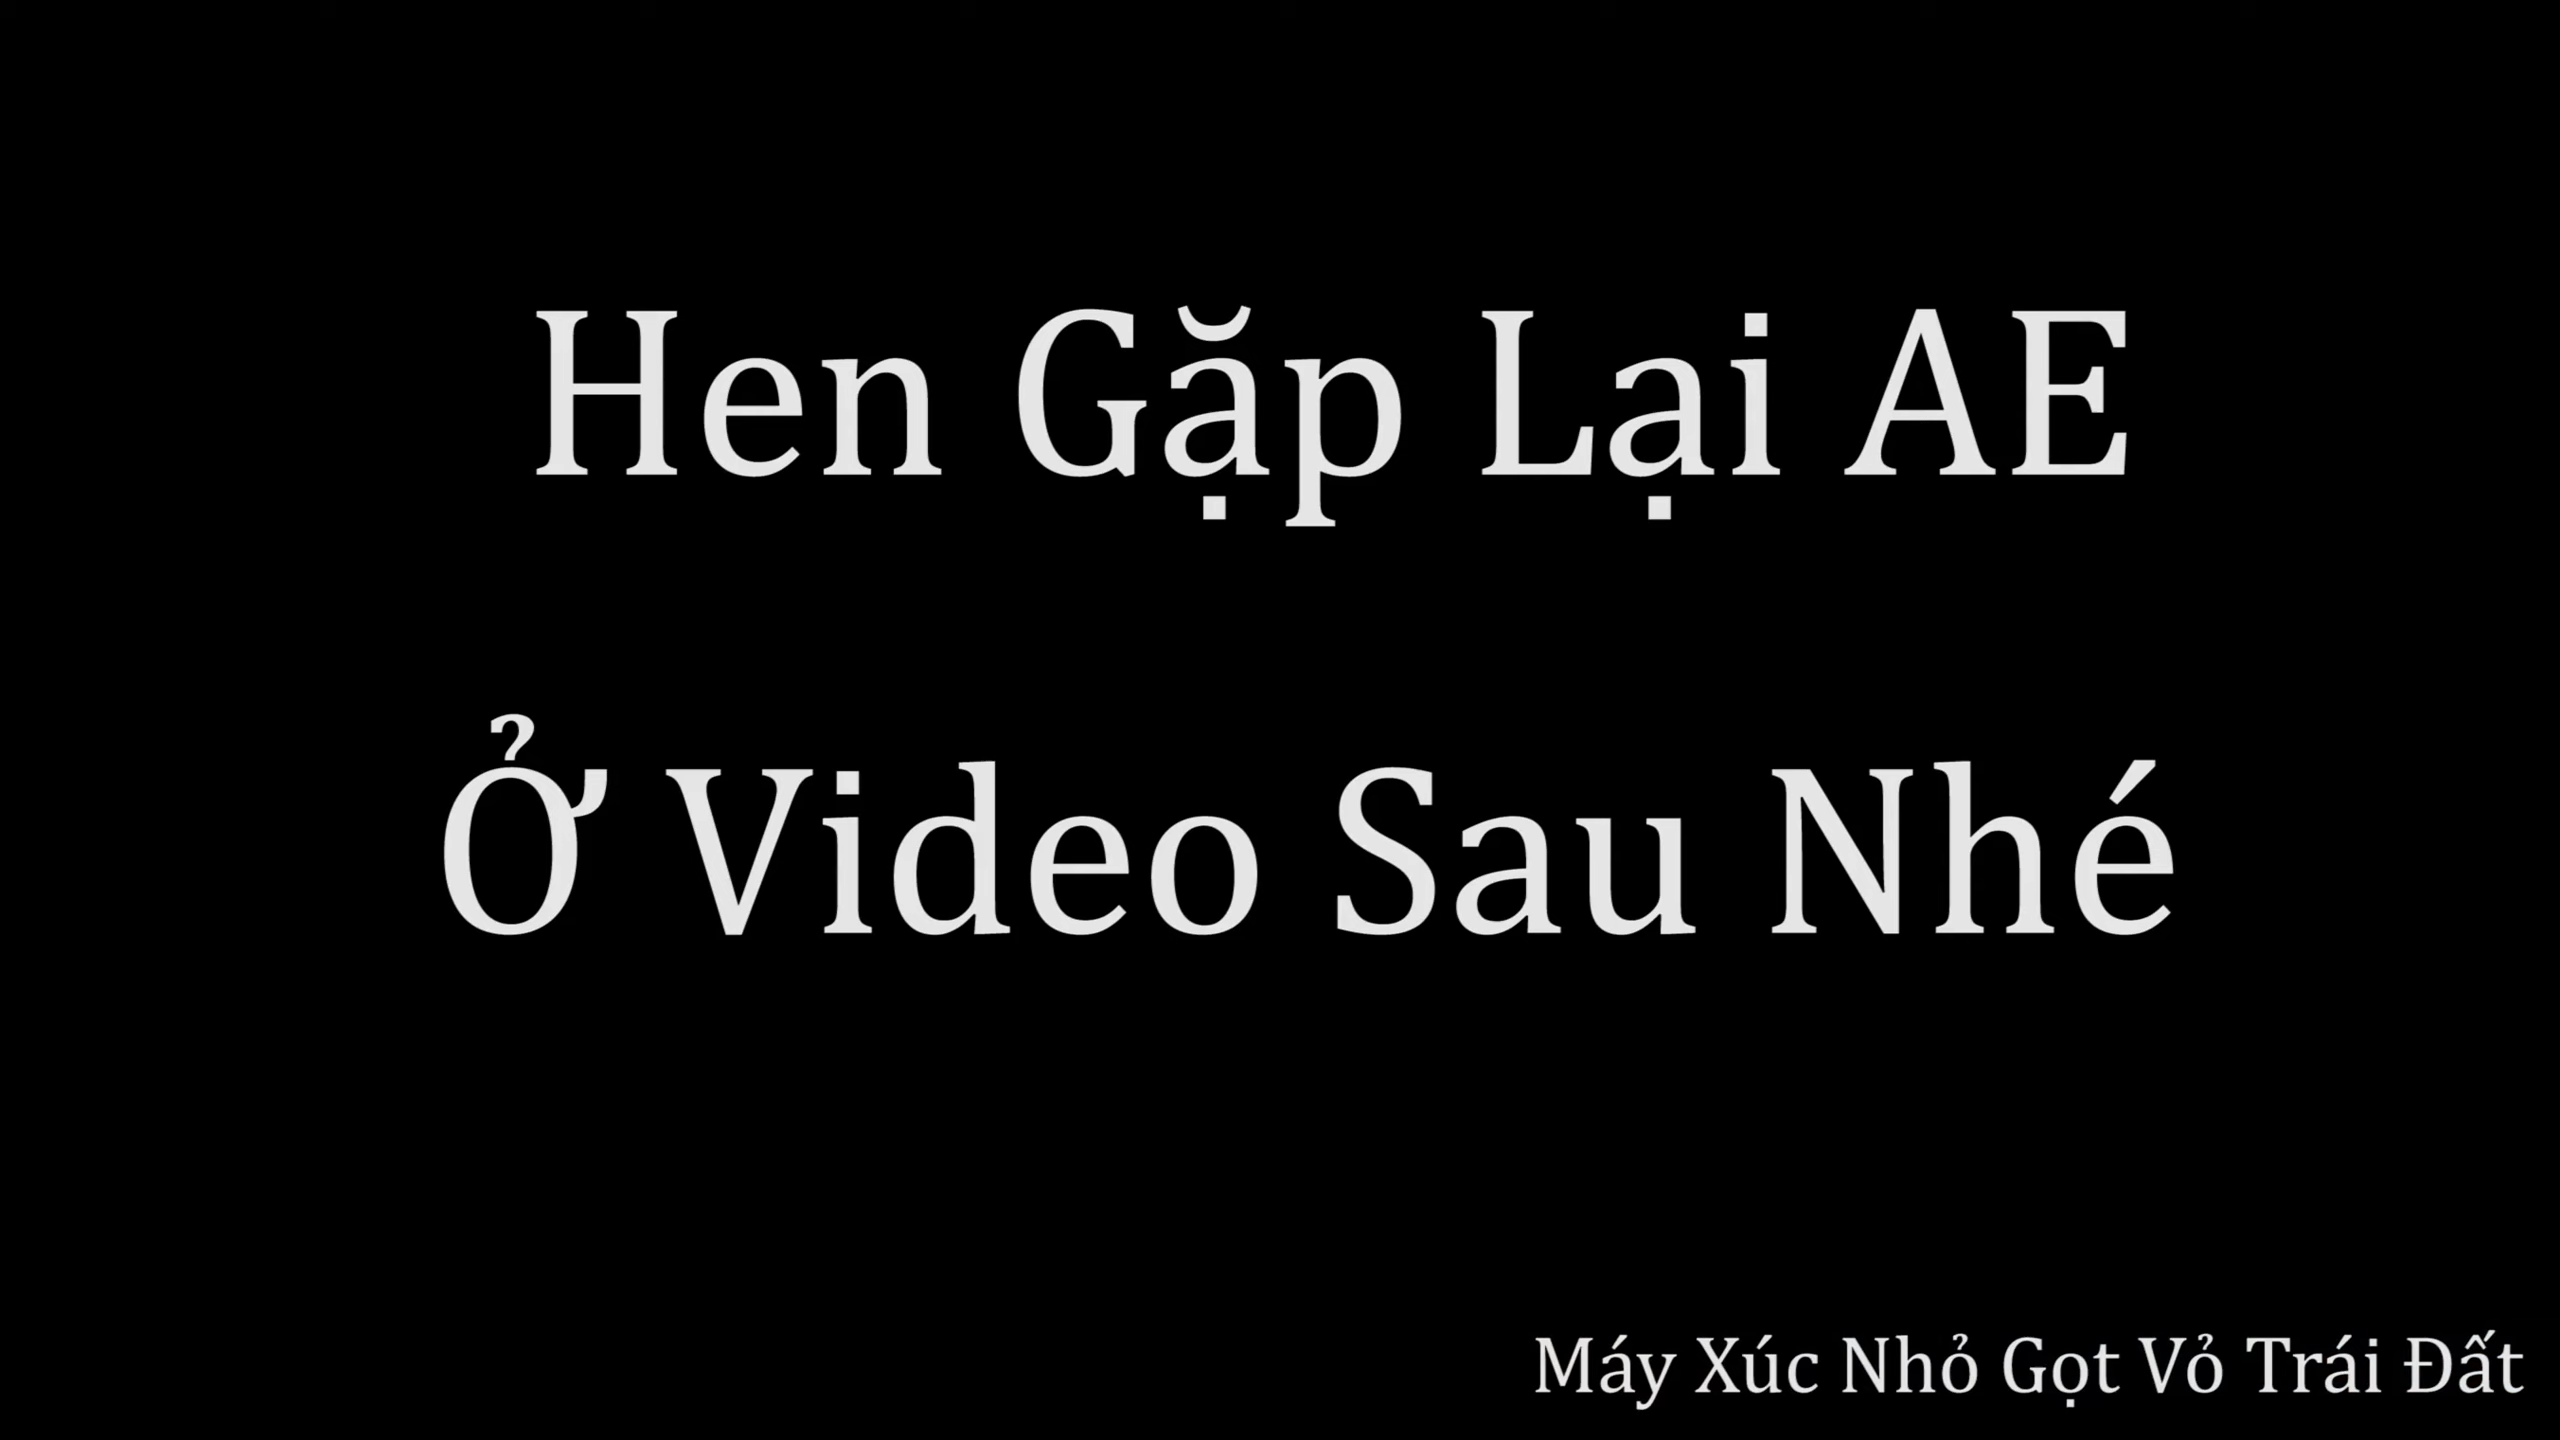 Hen Gặp Lại AE
Ở Video Sau Nhé
Máy Xúc Nhỏ Gọt Vỏ Trái Đất